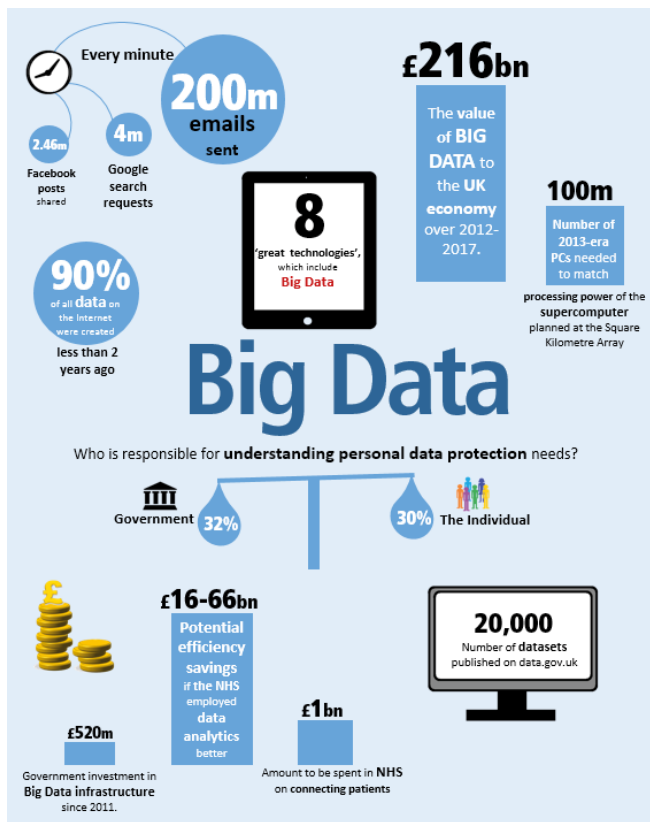 Every minute
200m
emails
sent
2.46m
Facebook
posts
shared
4m
Google
search
requests
£216bn
The value
of BIG
DATA to
the UK
economy
over 2012-
2017.
8
'great technologies',
which include
Big Data
100m
Number of
2013-era
PCs needed
to match
processing power of the
supercomputer
planned at the Square
Kilometre Array
90%
of all data on
the Internet
were created
less than 2
years ago
Big Data
Who is responsible for understanding personal data protection needs?
Government
32%
30%
The Individual
£
£16-66bn
Potential
efficiency
savings
if the NHS
employed
data
analytics
better
20,000
Number of datasets
published on data.gov.uk
£520m
Government investment in
Big Data infrastructure
since 2011.
£1bn
Amount to be spent in NHS
on connecting patients